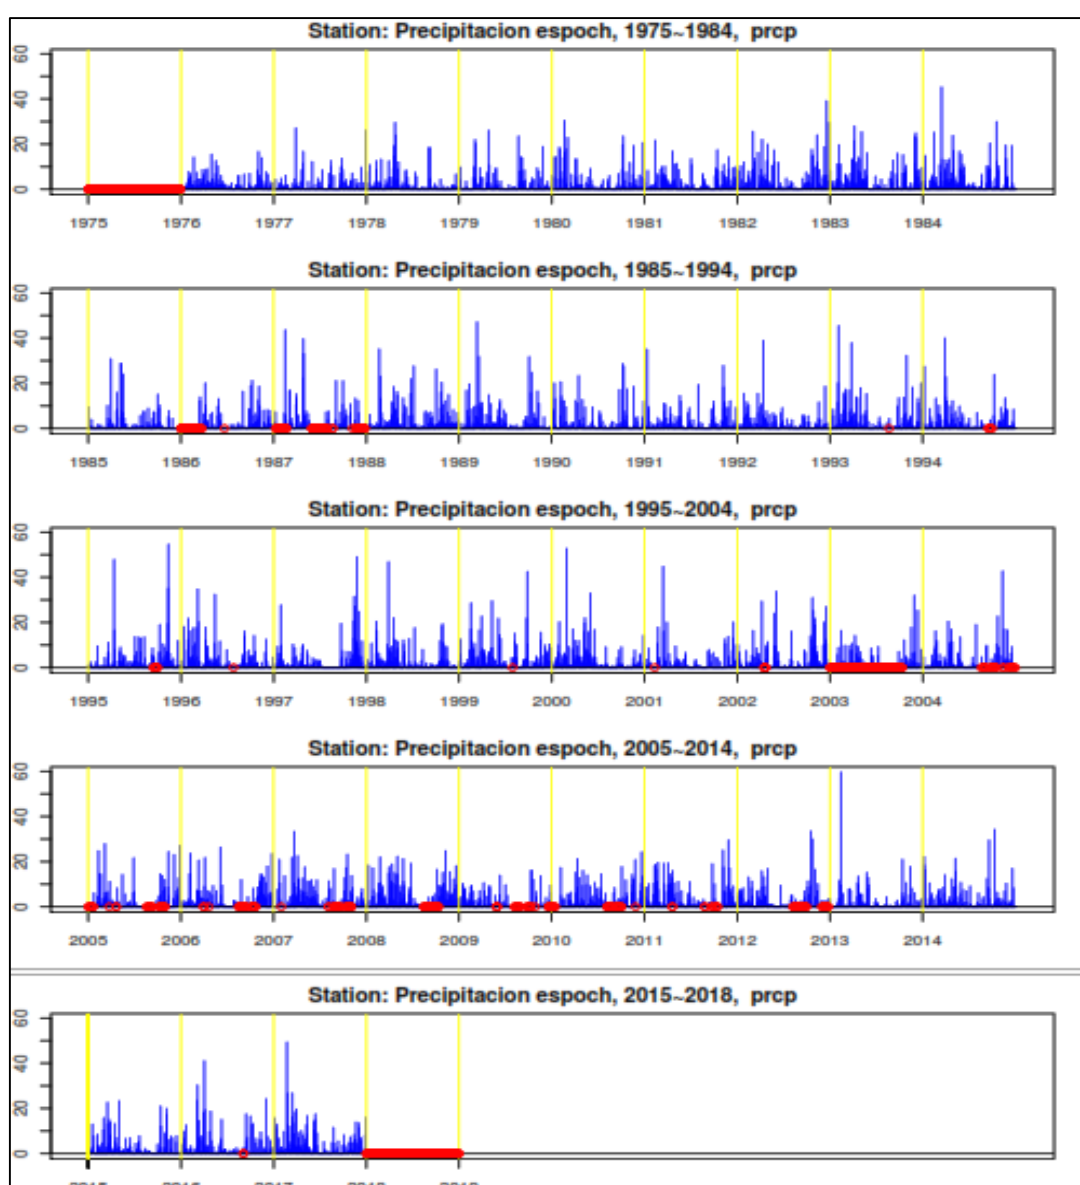 Station: Precipitacion espoch, 1975~1984, prcp
60
40
20
0
1975 1976 1977 1978 1979 1980 1981 1982 1983 1984
Station: Precipitacion espoch, 1985~1994, prcp
60
40
20
0
1985 1986 1987 1988 1989 1990 1991 1992 1993 1994
Station: Precipitacion espoch, 1995~2004, prcp
60
40
20
0
1995 1996 1997 1998 1999 2000 2001 2002 2003 2004
Station: Precipitacion espoch, 2005~2014, prcp
60
40
20
0
2005 2006 2007 2008 2009 2010 2011 2012 2013 2014
Station: Precipitacion espoch, 2015~2018, prcp
60
40
20
0